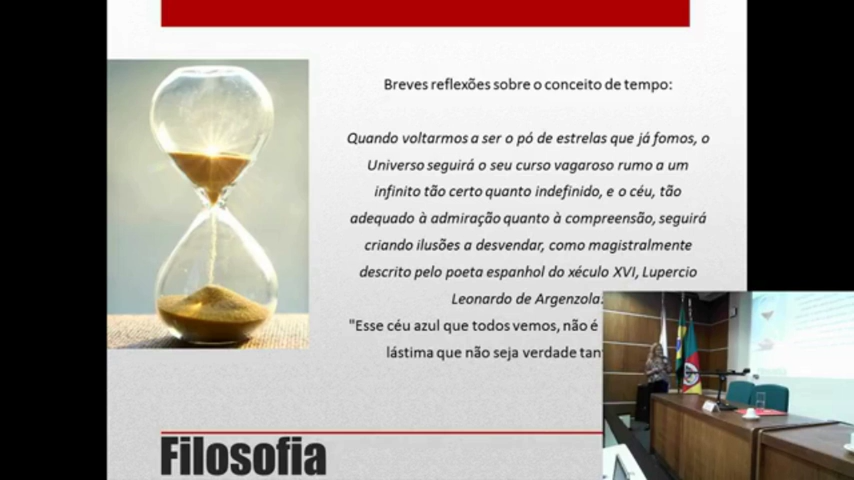 Breves reflexões sobre o conceito de tempo:
Quando voltarmos a ser o pó de estrelas que já fomos, o
Universo seguirá o seu curso vagaroso rumo a um
infinito tão certo quanto indefinido, e o céu, tão
adequado à admiração quanto à compreensão, seguirá
criando ilusões a desvendar, como magistralmente
descrito pelo poeta espanhol do xéculo XVI, Lupercio
Leonardo de Argenzola.
"Esse céu azul que todos vemos, não é
lástima que não seja verdade
Filosofia